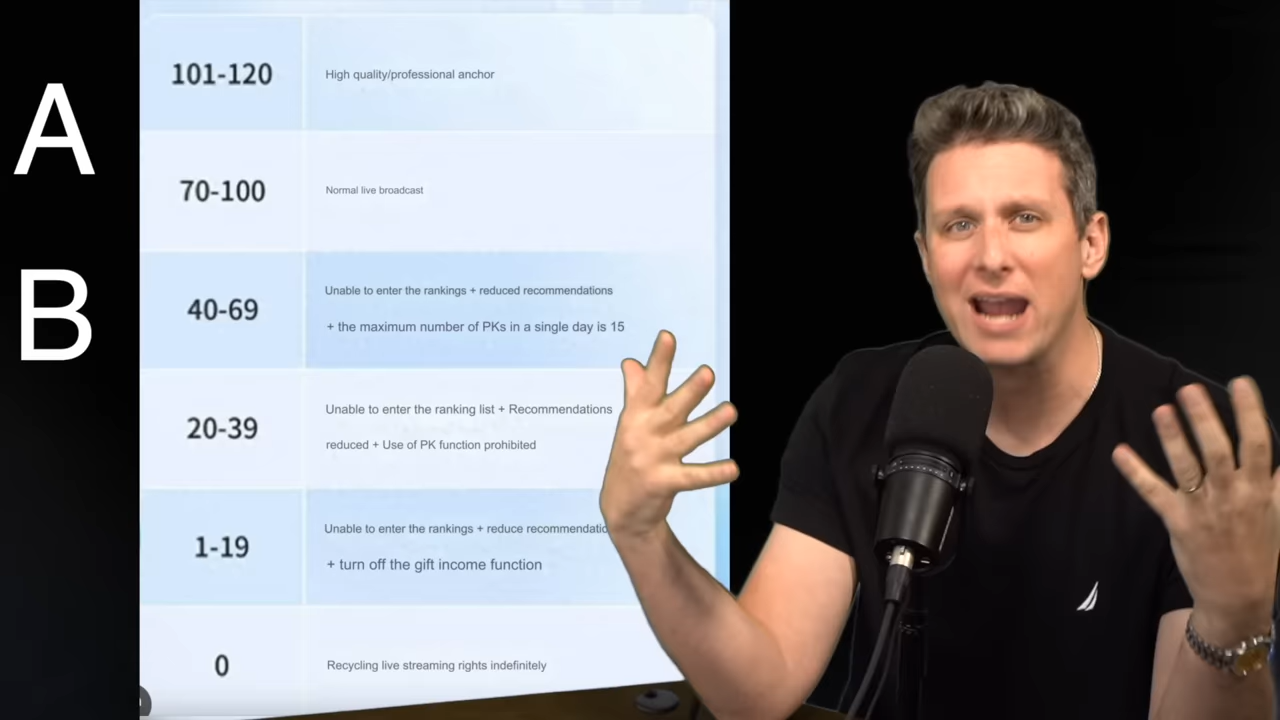 A
B
101-120
High quality/professional anchor
70-100
Normal live broadcast
40-69
Unable to enter the rankings + reduced recommendations
+ the maximum number of PKs in a single day is 15
20-39
Unable to enter the ranking list + Recommendations
reduced + Use of PK function prohibited
1-19
Unable to enter the rankings + reduce
+ turn off the gift income function
0
Recycling live streaming rights indefinitely